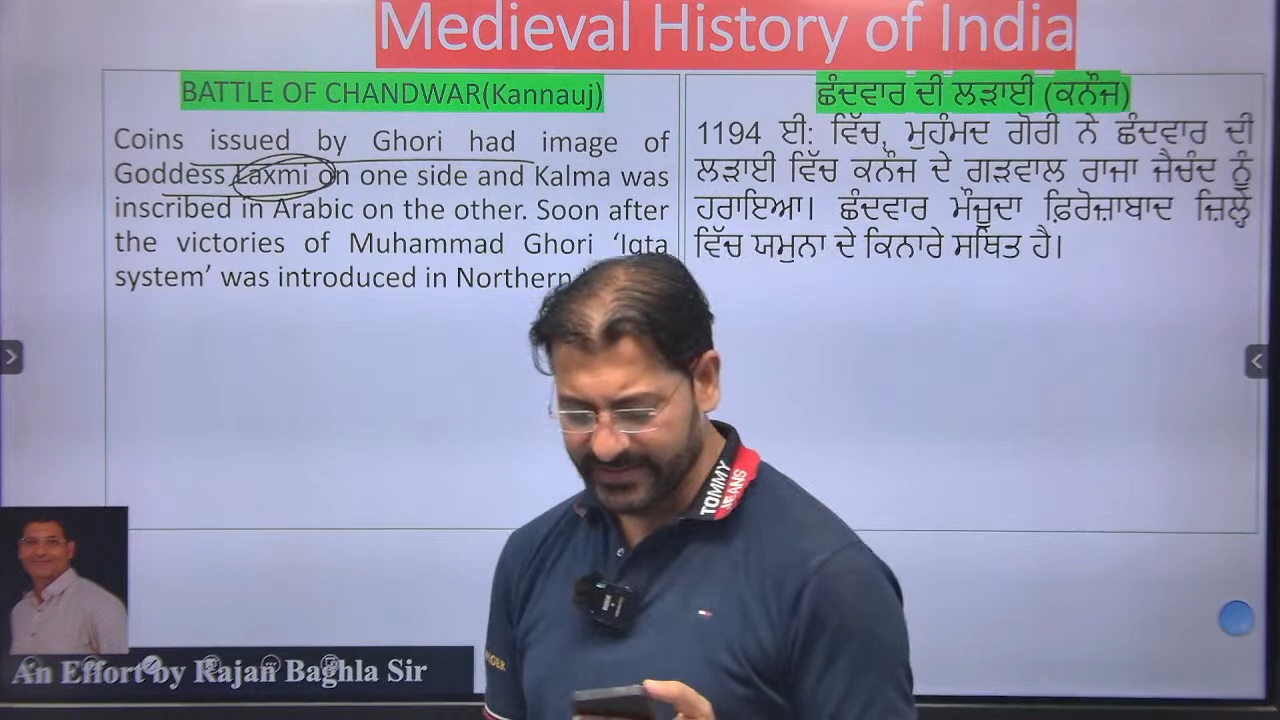 Medieval History of India
BATTLE OF CHANDWAR(Kannauj)
Coins issued by Ghori had image of
Goddess Laxmi on one side and Kalma was
inscribed in Arabic on the other. Soon after
the victories of Muhammad Ghori ‘Iqta
system’ was introduced in Northern
ਛੰਦਵਾਰ ਦੀ ਲੜਾਈ (ਕਨੌਜ)
1194 ਈ: ਵਿੱਚ, ਮੁਹੰਮਦ ਗੋਰੀ ਨੇ ਛੰਦਵਾਰ ਦੀ
ਲੜਾਈ ਵਿੱਚ ਕਨੌਜ ਦੇ ਗੜਵਾਲ ਰਾਜਾ ਜੈਚੰਦ ਨੂੰ
ਹਰਾਇਆ। ਛੰਦਵਾਰ ਮੌਜੂਦਾ ਫ਼ਿਰੋਜ਼ਾਬਾਦ ਜ਼ਿਲ੍ਹੇ
ਵਿੱਚ ਯਮੁਨਾ ਦੇ ਕਿਨਾਰੇ ਸਥਿਤ ਹੈ।
TOMMY
JEANS
An Effort by Rajan Baghla Sir